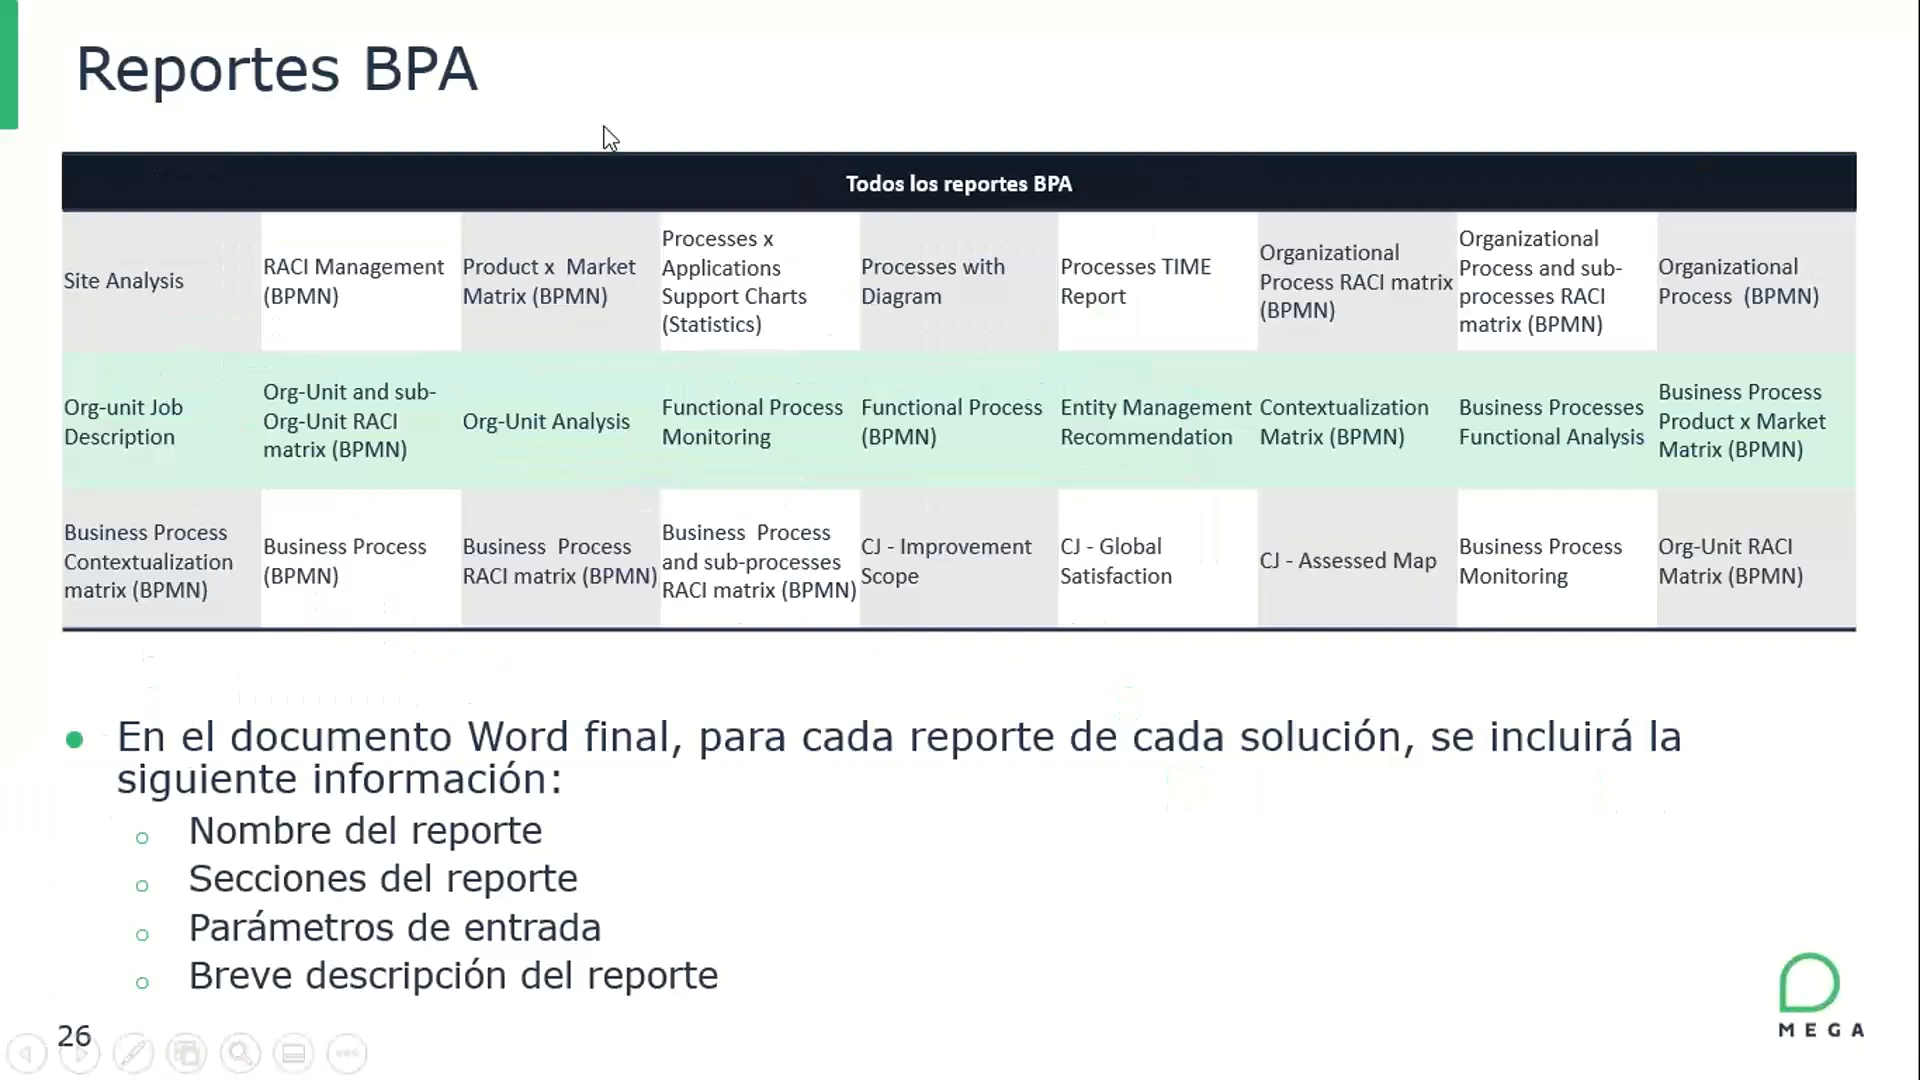 Reportes BPA
Todos los reportes BPA
Site Analysis
RACI Management
(BPMN)
Product x Market
Matrix (BPMN)
Processes x
Applications
Support Charts
(Statistics)
Processes with
Diagram
Processes TIME
Report
Organizational
Process RACI matrix
(BPMN)
Organizational
Process and sub-
processes RACI
matrix (BPMN)
Organizational
Process (BPMN)
Org-unit Job
Description
Org-Unit and sub-
Org-Unit RACI
matrix (BPMN)
Org-Unit Analysis
Functional Process
Monitoring
Functional Process
(BPMN)
Entity Management
Recommendation
Contextualization
Matrix (BPMN)
Business Processes
Functional Analysis
Business Process
Product x Market
Matrix (BPMN)
Business Process
Contextualization
matrix (BPMN)
Business Process
(BPMN)
Business Process
RACI matrix (BPMN)
Business Process
and sub-processes
RACI matrix (BPMN)
CJ - Improvement
Scope
CJ - Global
Satisfaction
CJ - Assessed Map
Business Process
Monitoring
Org-Unit RACI
Matrix (BPMN)
En el documento Word final, para cada reporte de cada solución, se incluirá la
siguiente información:
Nombre del reporte
Secciones del reporte
Parámetros de entrada
Breve descripción del reporte
26
MEGA